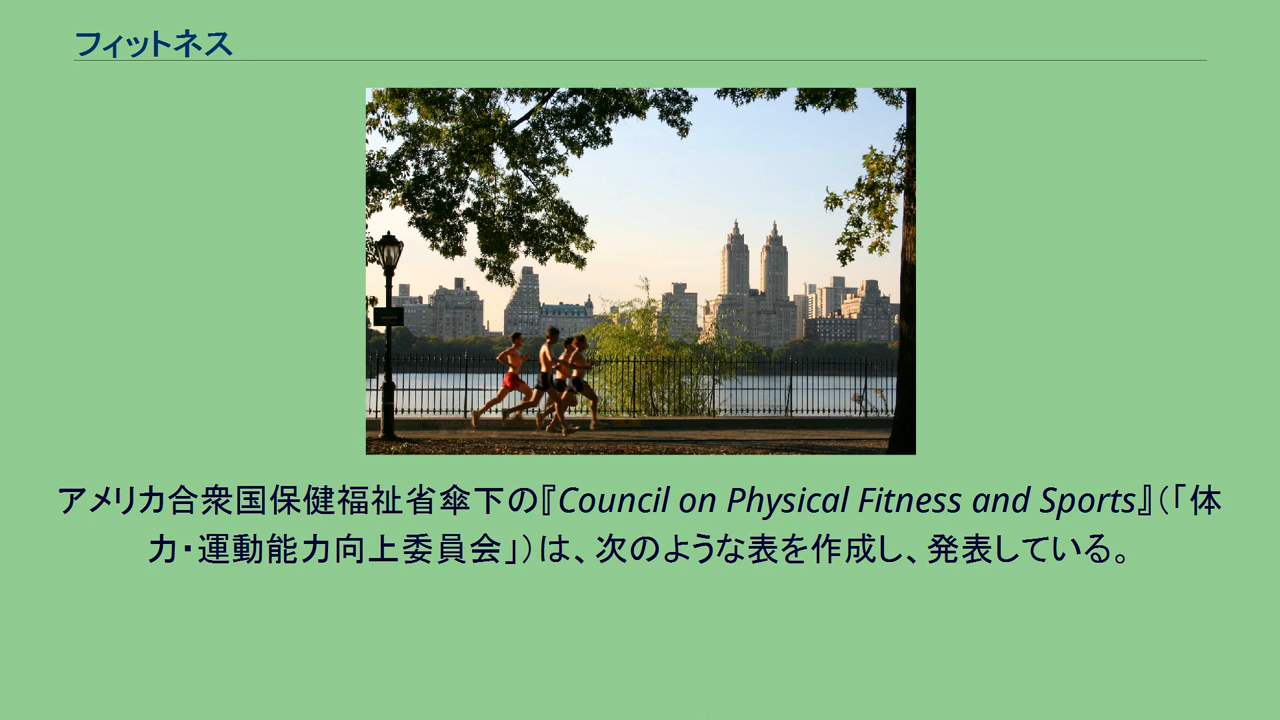 フィットネス
アメリカ合衆国保健福祉省傘下の『Council on Physical Fitness and Sports』（「体
力・運動能力向上委員会」）は、次のような表を作成し、発表している。